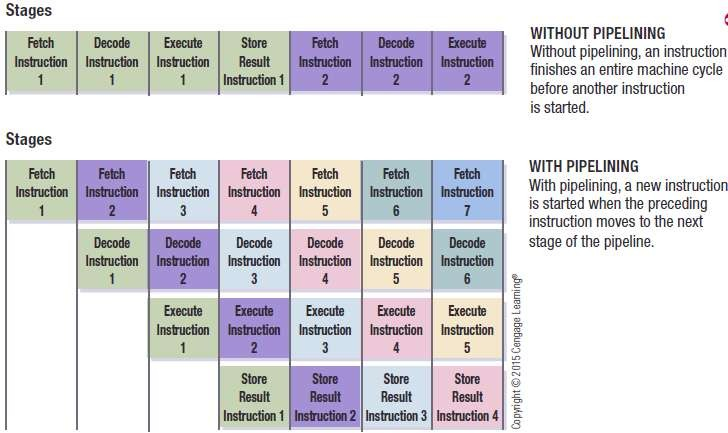 Stages
Fetch Decode Execute Store Fetch Decode Execute
Instruction Instruction Instruction Result Instruction Instruction Instruction
1 1 1 Instruction 1 2 2 2
WITHOUT PIPELINING
Without pipelining, an instruction
finishes an entire machine cycle
before another instruction
is started.
Stages
Fetch Fetch Fetch Fetch Fetch Fetch Fetch
Instruction Instruction Instruction Instruction Instruction Instruction Instruction
1 2 3 4 5 6 7
Decode Decode Decode Decode Decode Decode
Instruction Instruction Instruction Instruction Instruction Instruction
1 2 3 4 5 6
Execute Execute Execute Execute Execute
Instruction Instruction Instruction Instruction Instruction
1 2 3 4 5
Store Store Store Store
Result Result Result Result
Instruction 1 Instruction 2 Instruction 3 Instruction 4
WITH PIPELINING
With pipelining, a new instruction
is started when the preceding
instruction moves to the next
stage of the pipeline.
Copyright © 2015 Cengage Learning®